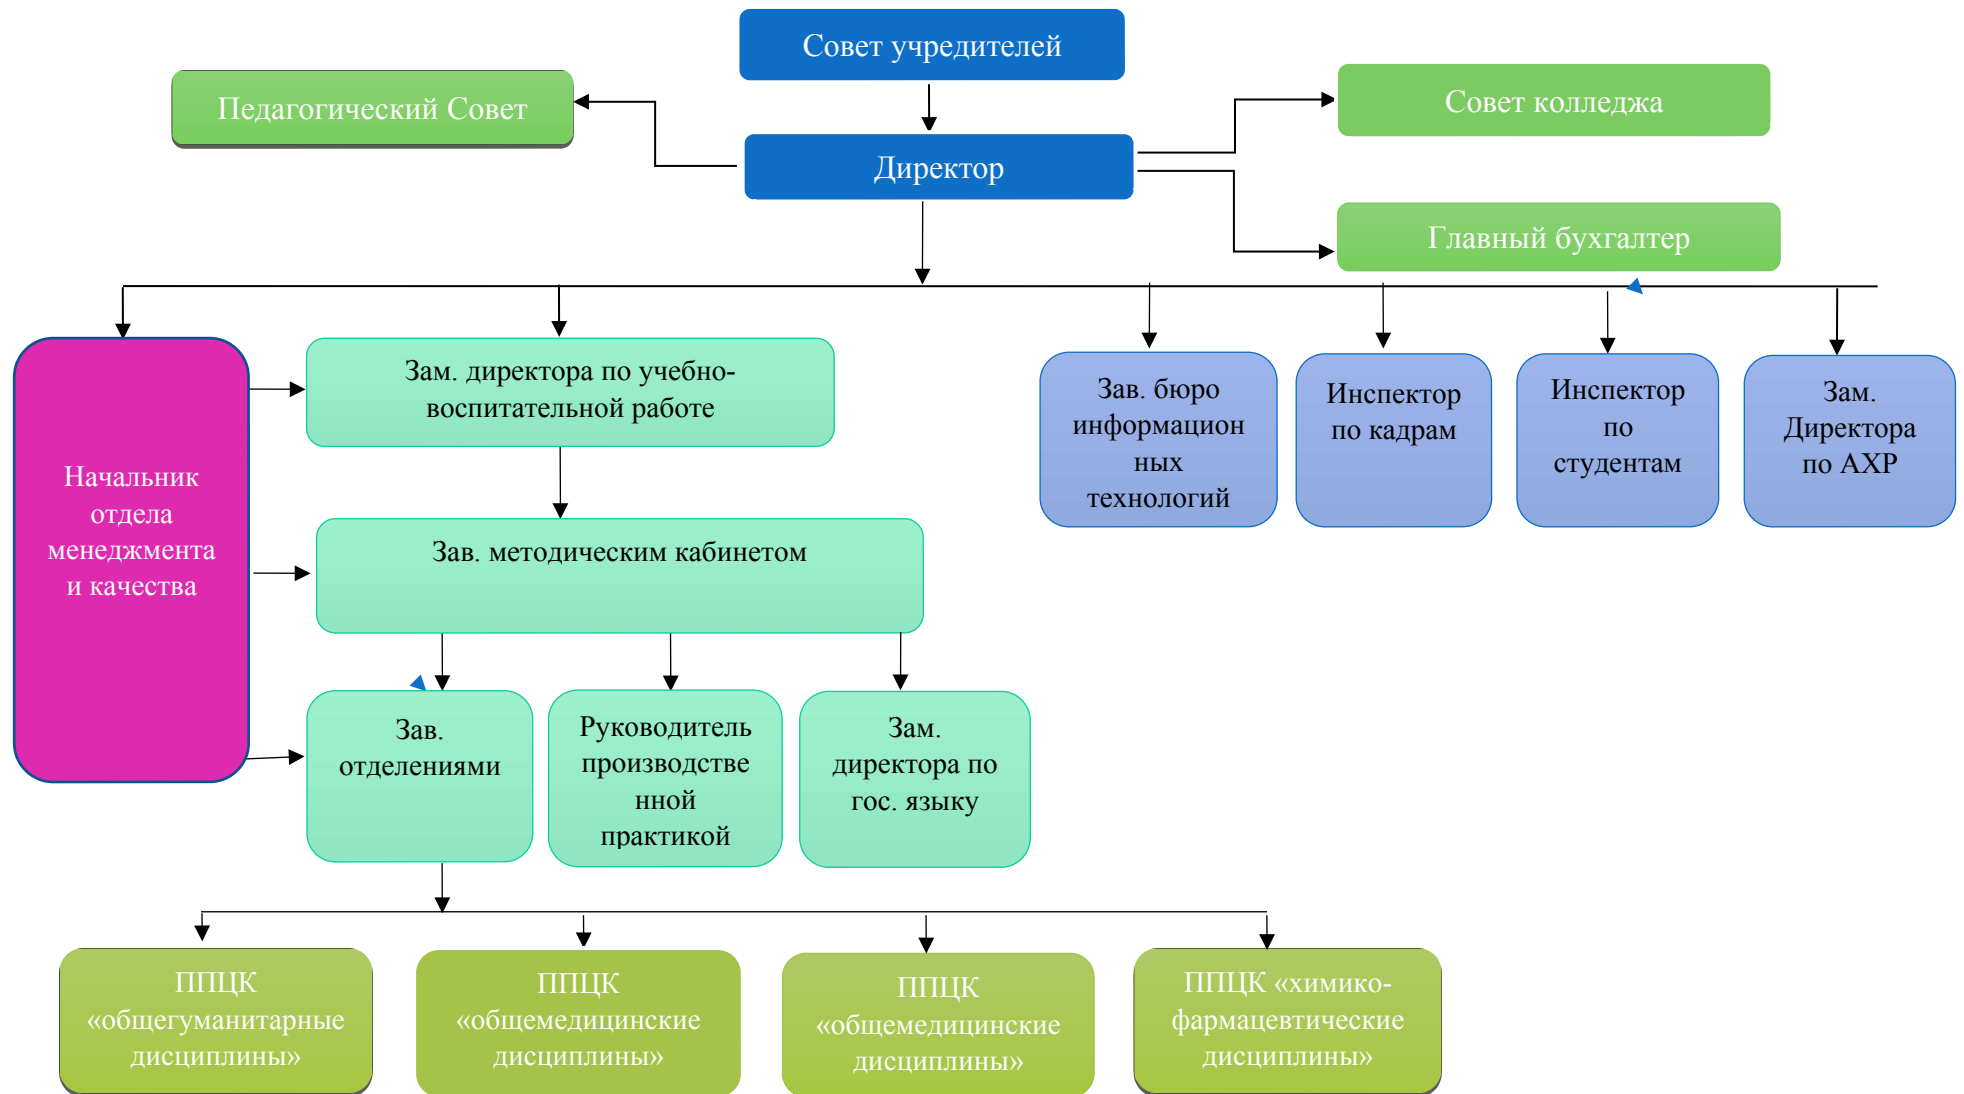 Совет учредителей
Педагогический Совет
Совет колледжа
Директор
Главный бухгалтер
Начальник
отдела
менеджмента
и качества
Зам. директора по учебно-
воспитательной работе
Зав. бюро
информацион
ных
технологий
Инспектор
по кадрам
Инспектор
по
студентам
Зам.
Директора
по АХР
Зав. методическим кабинетом
Зав.
отделениями
Руководитель
производстве
нной
практикой
Зам.
директора по
гос. языку
ППЦК
«общегуманитарные
дисциплины»
ППЦК
«общемедицинские
дисциплины»
ППЦК
«общемедицинские
дисциплины»
ППЦК «химико-
фармацевтические
дисциплины»